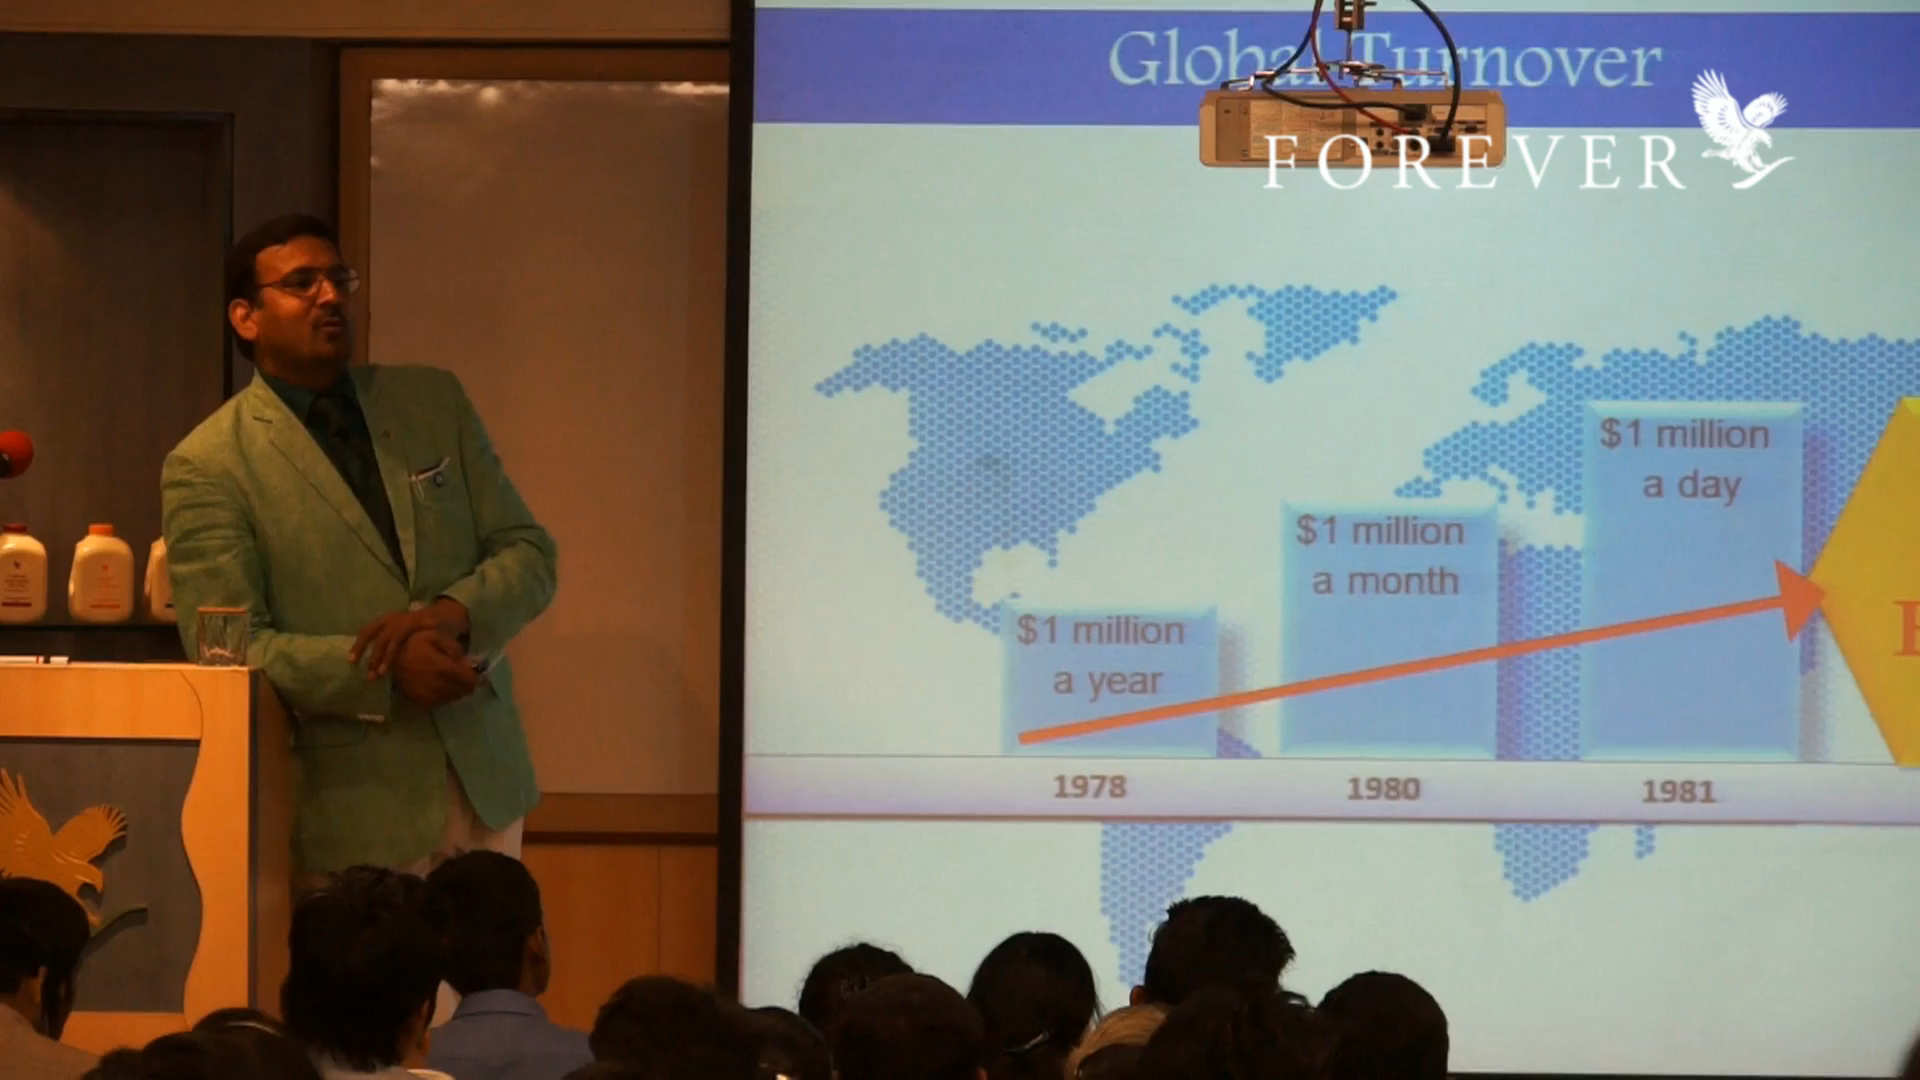 Global Turnover
FOREVER
$1 million
a day
$1 million
a month
$1 million
a year
1978
1980
1981